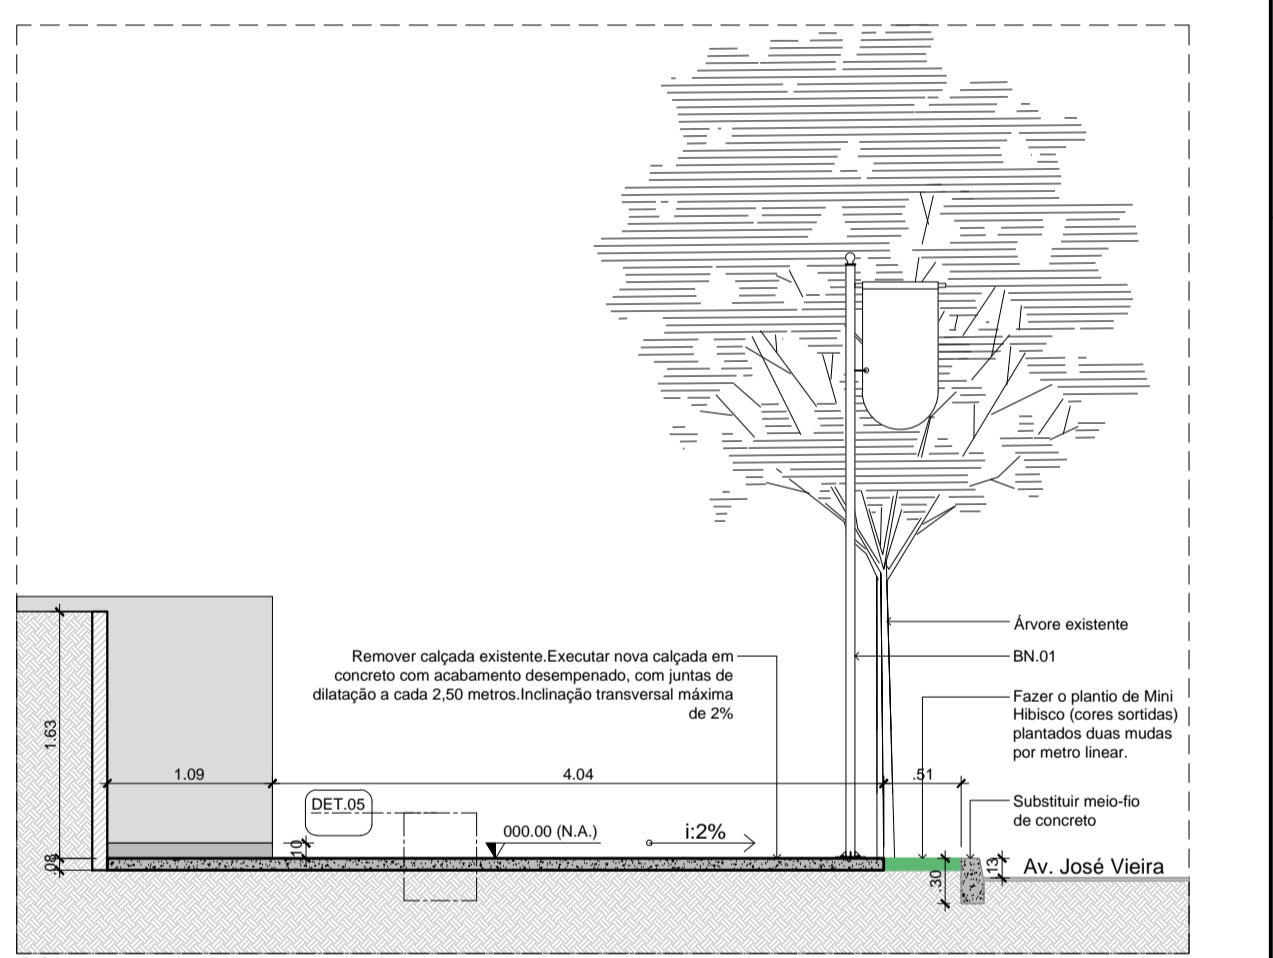 Árvore existente
Remover calçada existente.Executar nova calçada em
concreto com acabamento desempenado, com juntas de
dilatação a cada 2,50 metros.Inclinação transversal máxima
de 2%
BN.01
Fazer o plantio de Mini
Hibisco (cores sortidas)
plantados duas mudas
por metro linear.
1.63
1.09
4.04
.51
Substituir meio-fio
de concreto
DET.05
000.00 (N.A.)
i:2%
.10
.08
.30
.13
Av. José Vieira